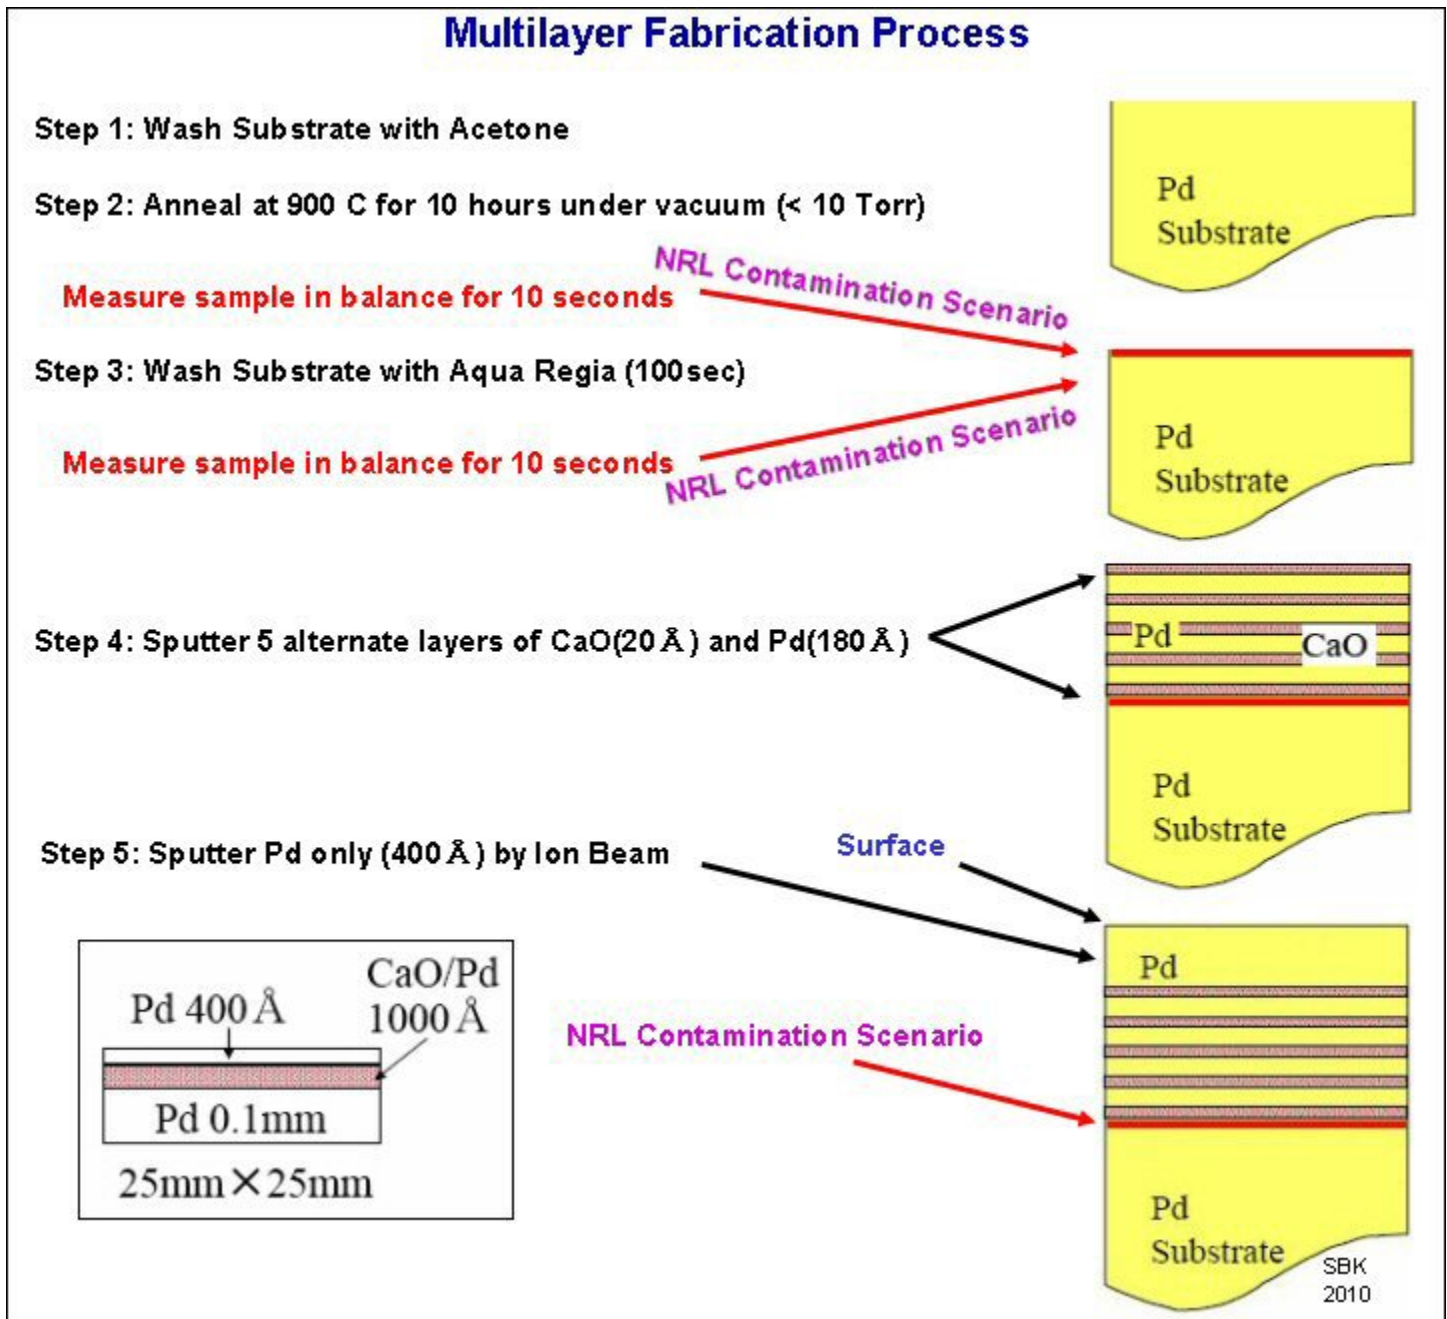 Multilayer Fabrication Process
Step 1: Wash Substrate with Acetone
Pd
Substrate
Step 2: Anneal at 900 C for 10 hours under vacuum (< 10 Torr)
NRL Contamination Scenario
Measure sample in balance for 10 seconds
Step 3: Wash Substrate with Aqua Regia (100sec)
NRL Contamination Scenario
Measure sample in balance for 10 seconds
Pd
Substrate
Step 4: Sputter 5 alternate layers of CaO(20 Å) and Pd(180 Å)
Pd
CaO
Pd
Substrate
Step 5: Sputter Pd only (400 Å) by Ion Beam
Surface
Pd
NRL Contamination Scenario
Pd
Substrate
CaO/Pd
1000 Å
Pd 400 Å
Pd 0.1mm
25mm×25mm
SBK
2010